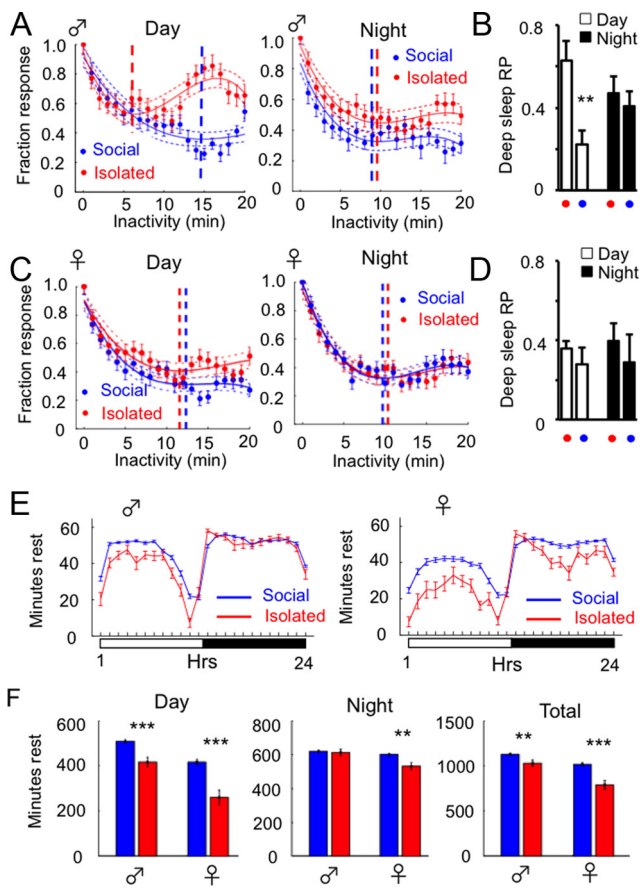 A ♂ Day Night B
Fraction response
1.0
0.8
0.6
0.4
0.2
0
Social
Isolated
0 5 10 15 20
Inactivity (min)
1.0
0.8
0.6
0.4
0.2
0
Social
Isolated
0 5 10 15 20
Inactivity (min)
Deep sleep RP
0.8
0.4
0
Day
Night
**
C ♀ Day ♀ Night D
Fraction response
1.0
0.8
0.6
0.4
0.2
0
Social
Isolated
0 5 10 15 20
Inactivity (min)
1.0
0.8
0.6
0.4
0.2
0
Social
Isolated
0 5 10 15 20
Inactivity (min)
Deep sleep RP
0.8
0.4
0
Day
Night
E ♂ ♀
Minutes rest
60
40
20
0
Social
Isolated
1 Hrs 24
Minutes rest
60
40
20
0
Social
Isolated
1 Hrs 24
F Day Night Total
Minutes rest
600
400
200
0
***
***
♂ ♀
800
600
400
200
0
**
♂ ♀
1500
1000
500
0
**
***
♂ ♀